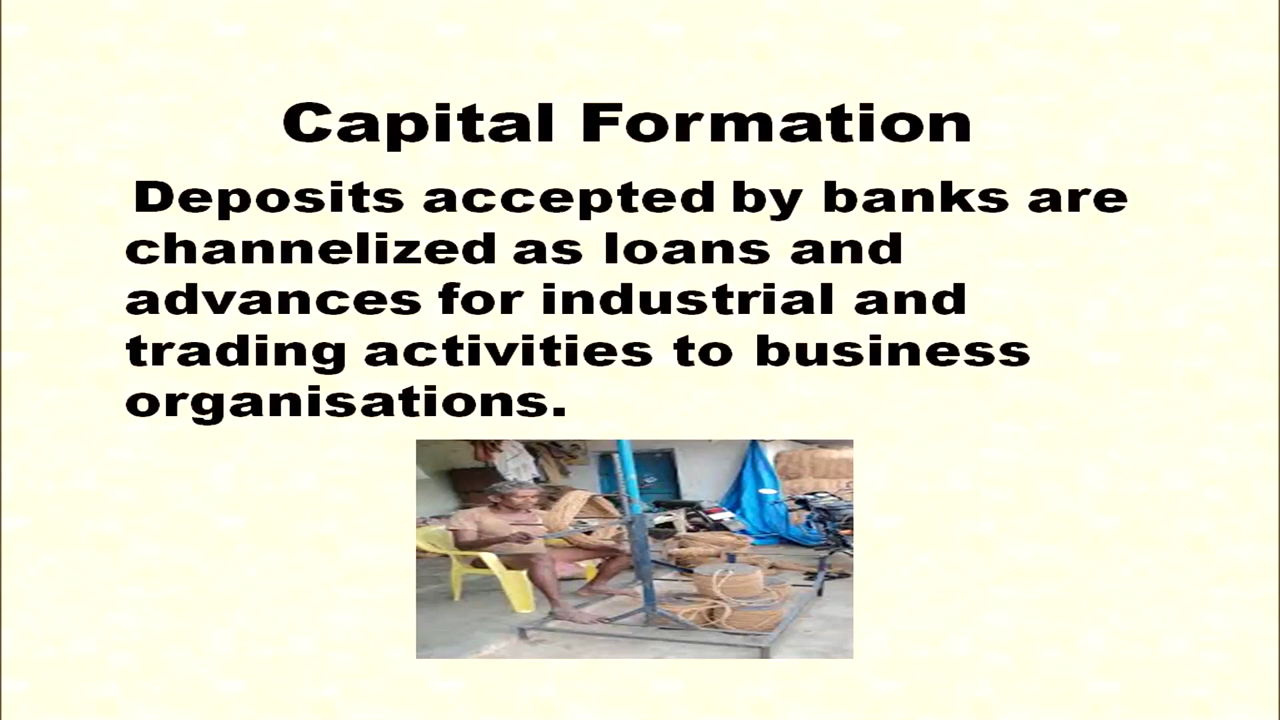 Capital Formation
Deposits accepted by banks are
channelized as loans and
advances for industrial and
trading activities to business
organisations.